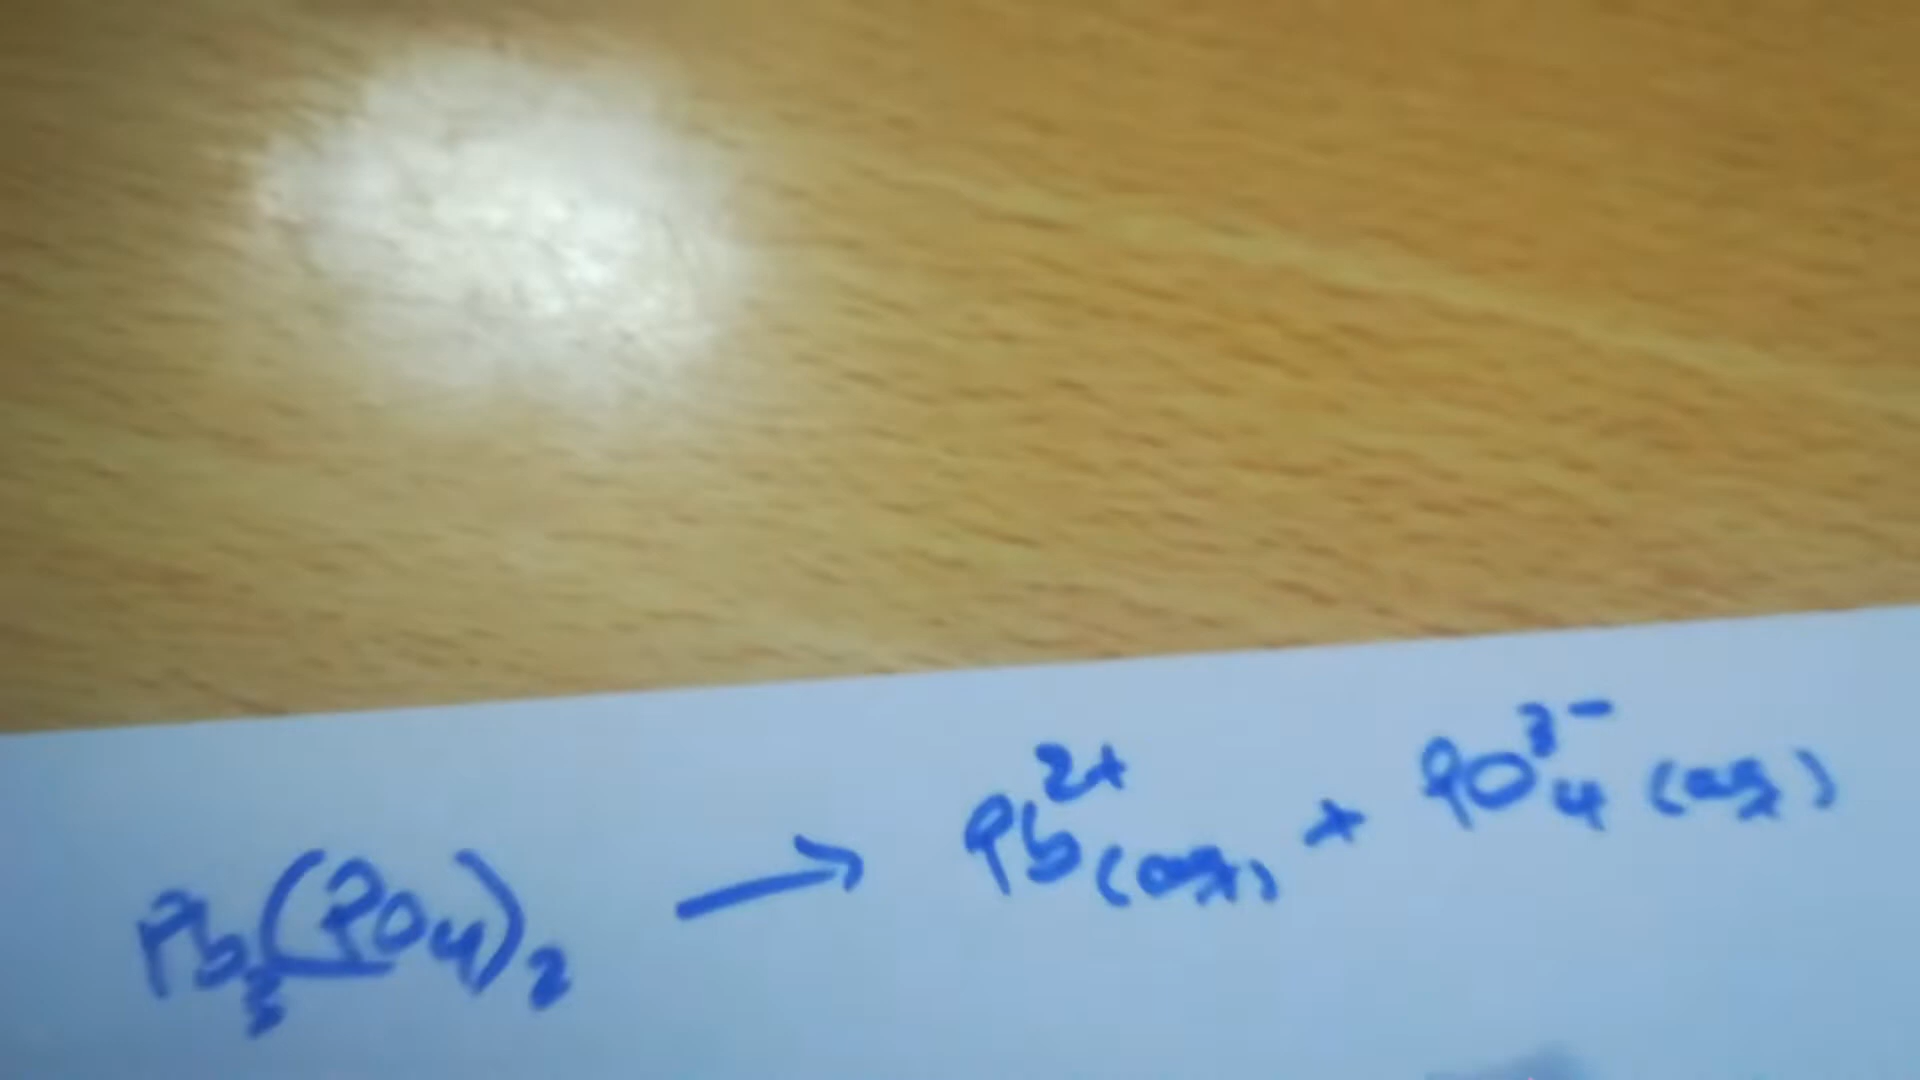 Pb₃(PO₄)₂ → Pb²⁺(aq) + PO₄³⁻(aq)